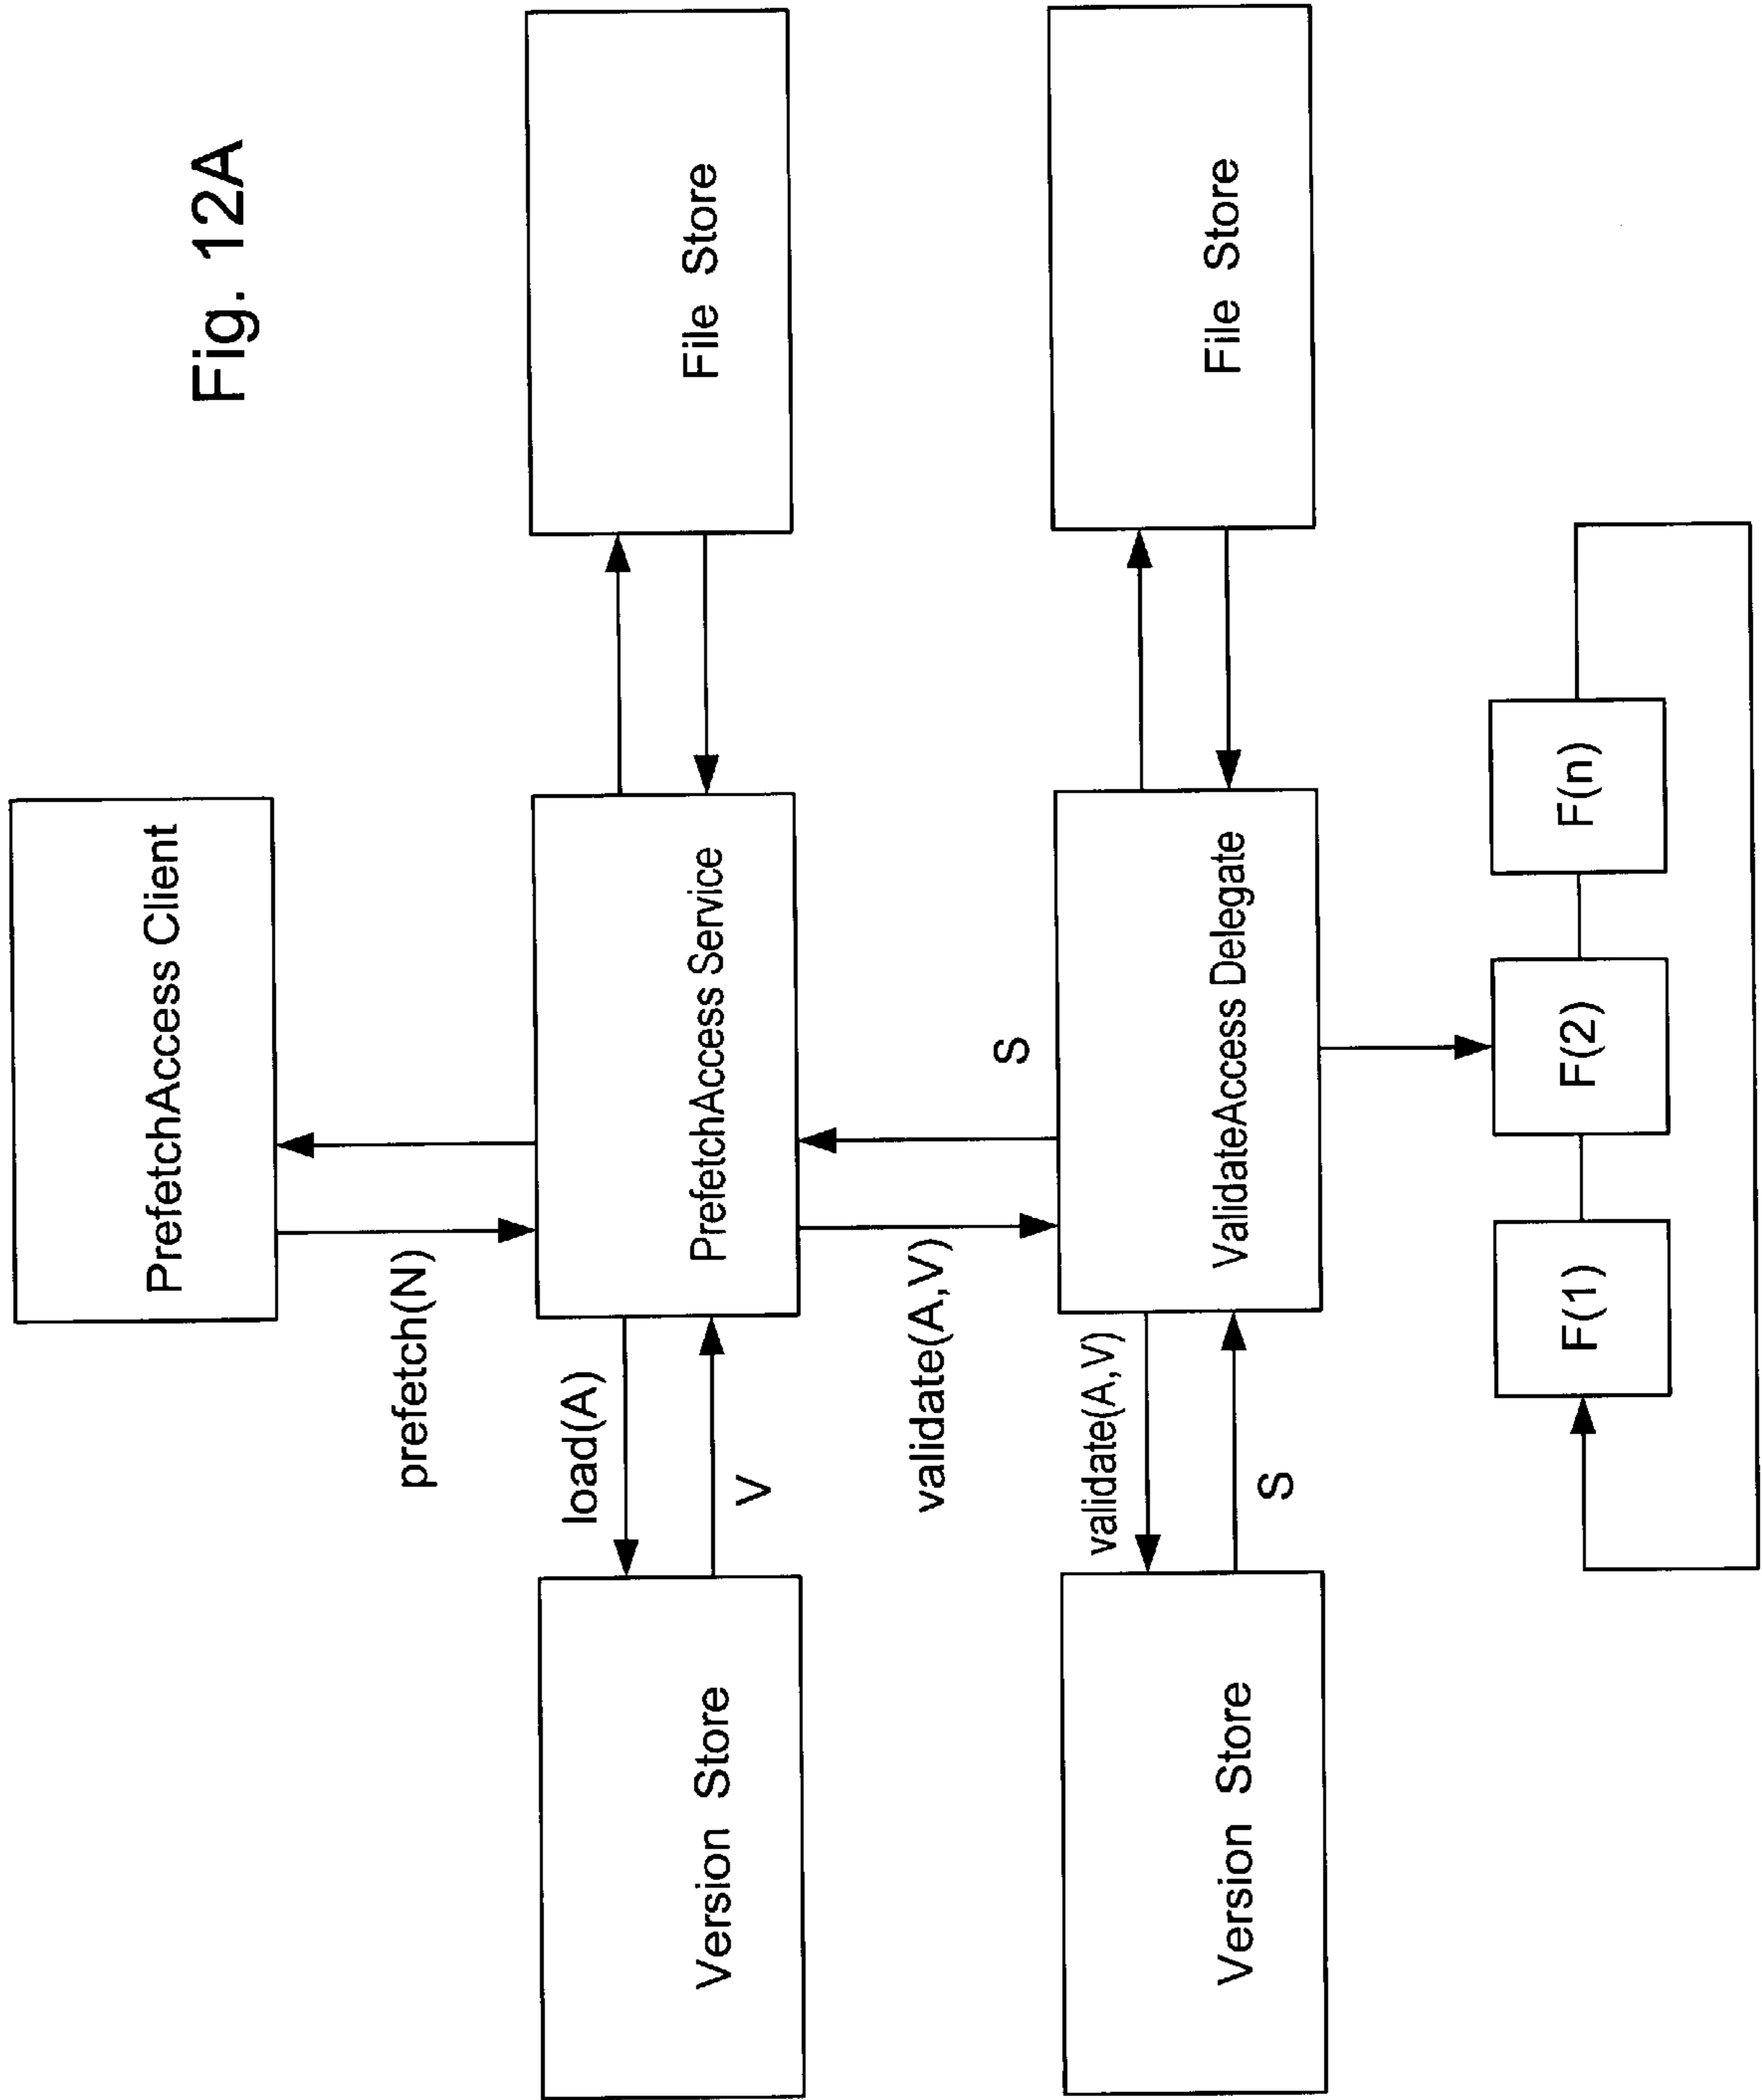 Fig. 12A
PrefetchAccess Client
prefetch(N)
load(A)
V
Version Store
PrefetchAccess Service
File Store
validate(A,V)
S
validate(A,V)
S
Version Store
ValidateAccess Delegate
File Store
F(1)
F(2)
F(n)